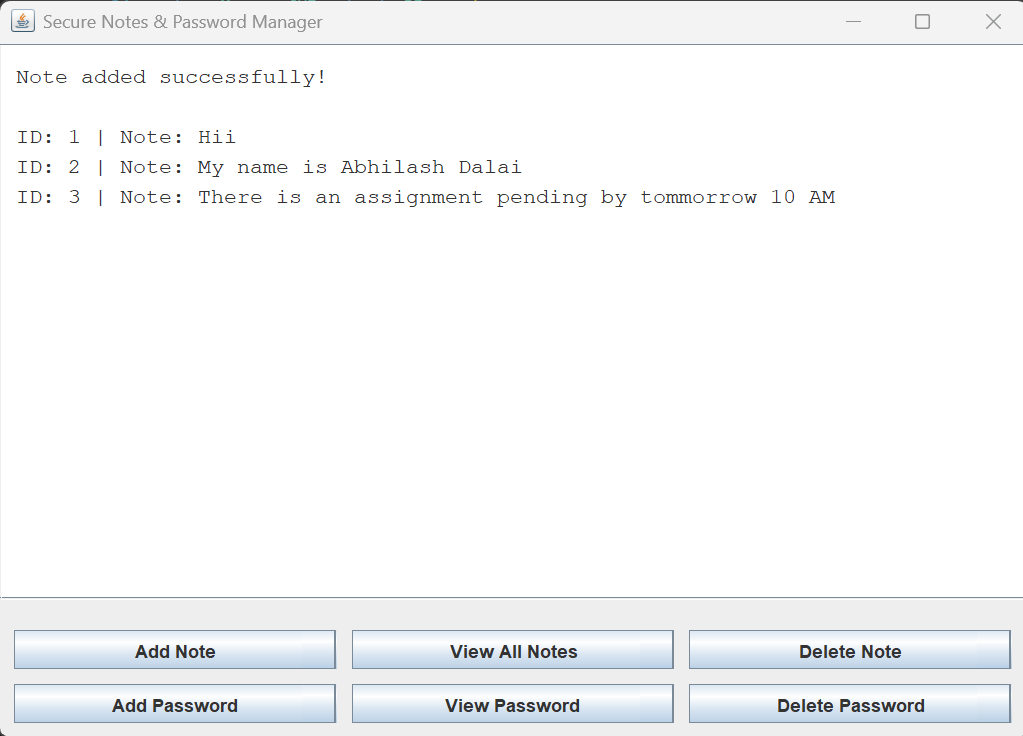 Secure Notes & Password Manager
Note added successfully!
ID: 1 | Note: Hii
ID: 2 | Note: My name is Abhilash Dalai
ID: 3 | Note: There is an assignment pending by tommorrow 10 AM
Add Note
View All Notes
Delete Note
Add Password
View Password
Delete Password